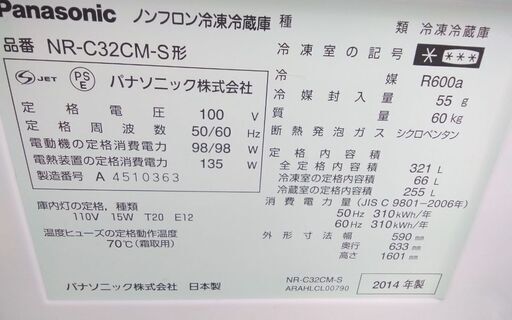 Panasonic ノンフロン冷凍冷蔵庫
品番 NR-C32CM-S形
S JET PSE パナソニック株式会社
定格電圧 100 V
定格周波数 50/60 Hz
電動機の定格消費電力 98/98 W
電熱装置の定格消費電力 135 W
製造番号 A 4510363
庫内灯の定格，種類
110V 15W T20 E12
温度ヒューズの定格動作温度
70℃(霜取用)
パナソニック株式会社 日本製
種類 冷凍冷蔵庫
冷凍室の記号 * ***
冷媒 R600a
冷媒封入量 55 g
質量 60 kg
断熱発泡ガス シクロペンタン
定格内容積
全定格内容積 321 L
冷凍室の定格内容積 66 L
冷蔵室の定格内容積 255 L
消費電力量(JIS C 9801-2006年)
50Hz 310kWh/年
60Hz 310kWh/年
外形寸法 幅 590 mm
奥行 633 mm
高さ 1601 mm
NR-C32CM-S
ARAHLCL00790
2014年製